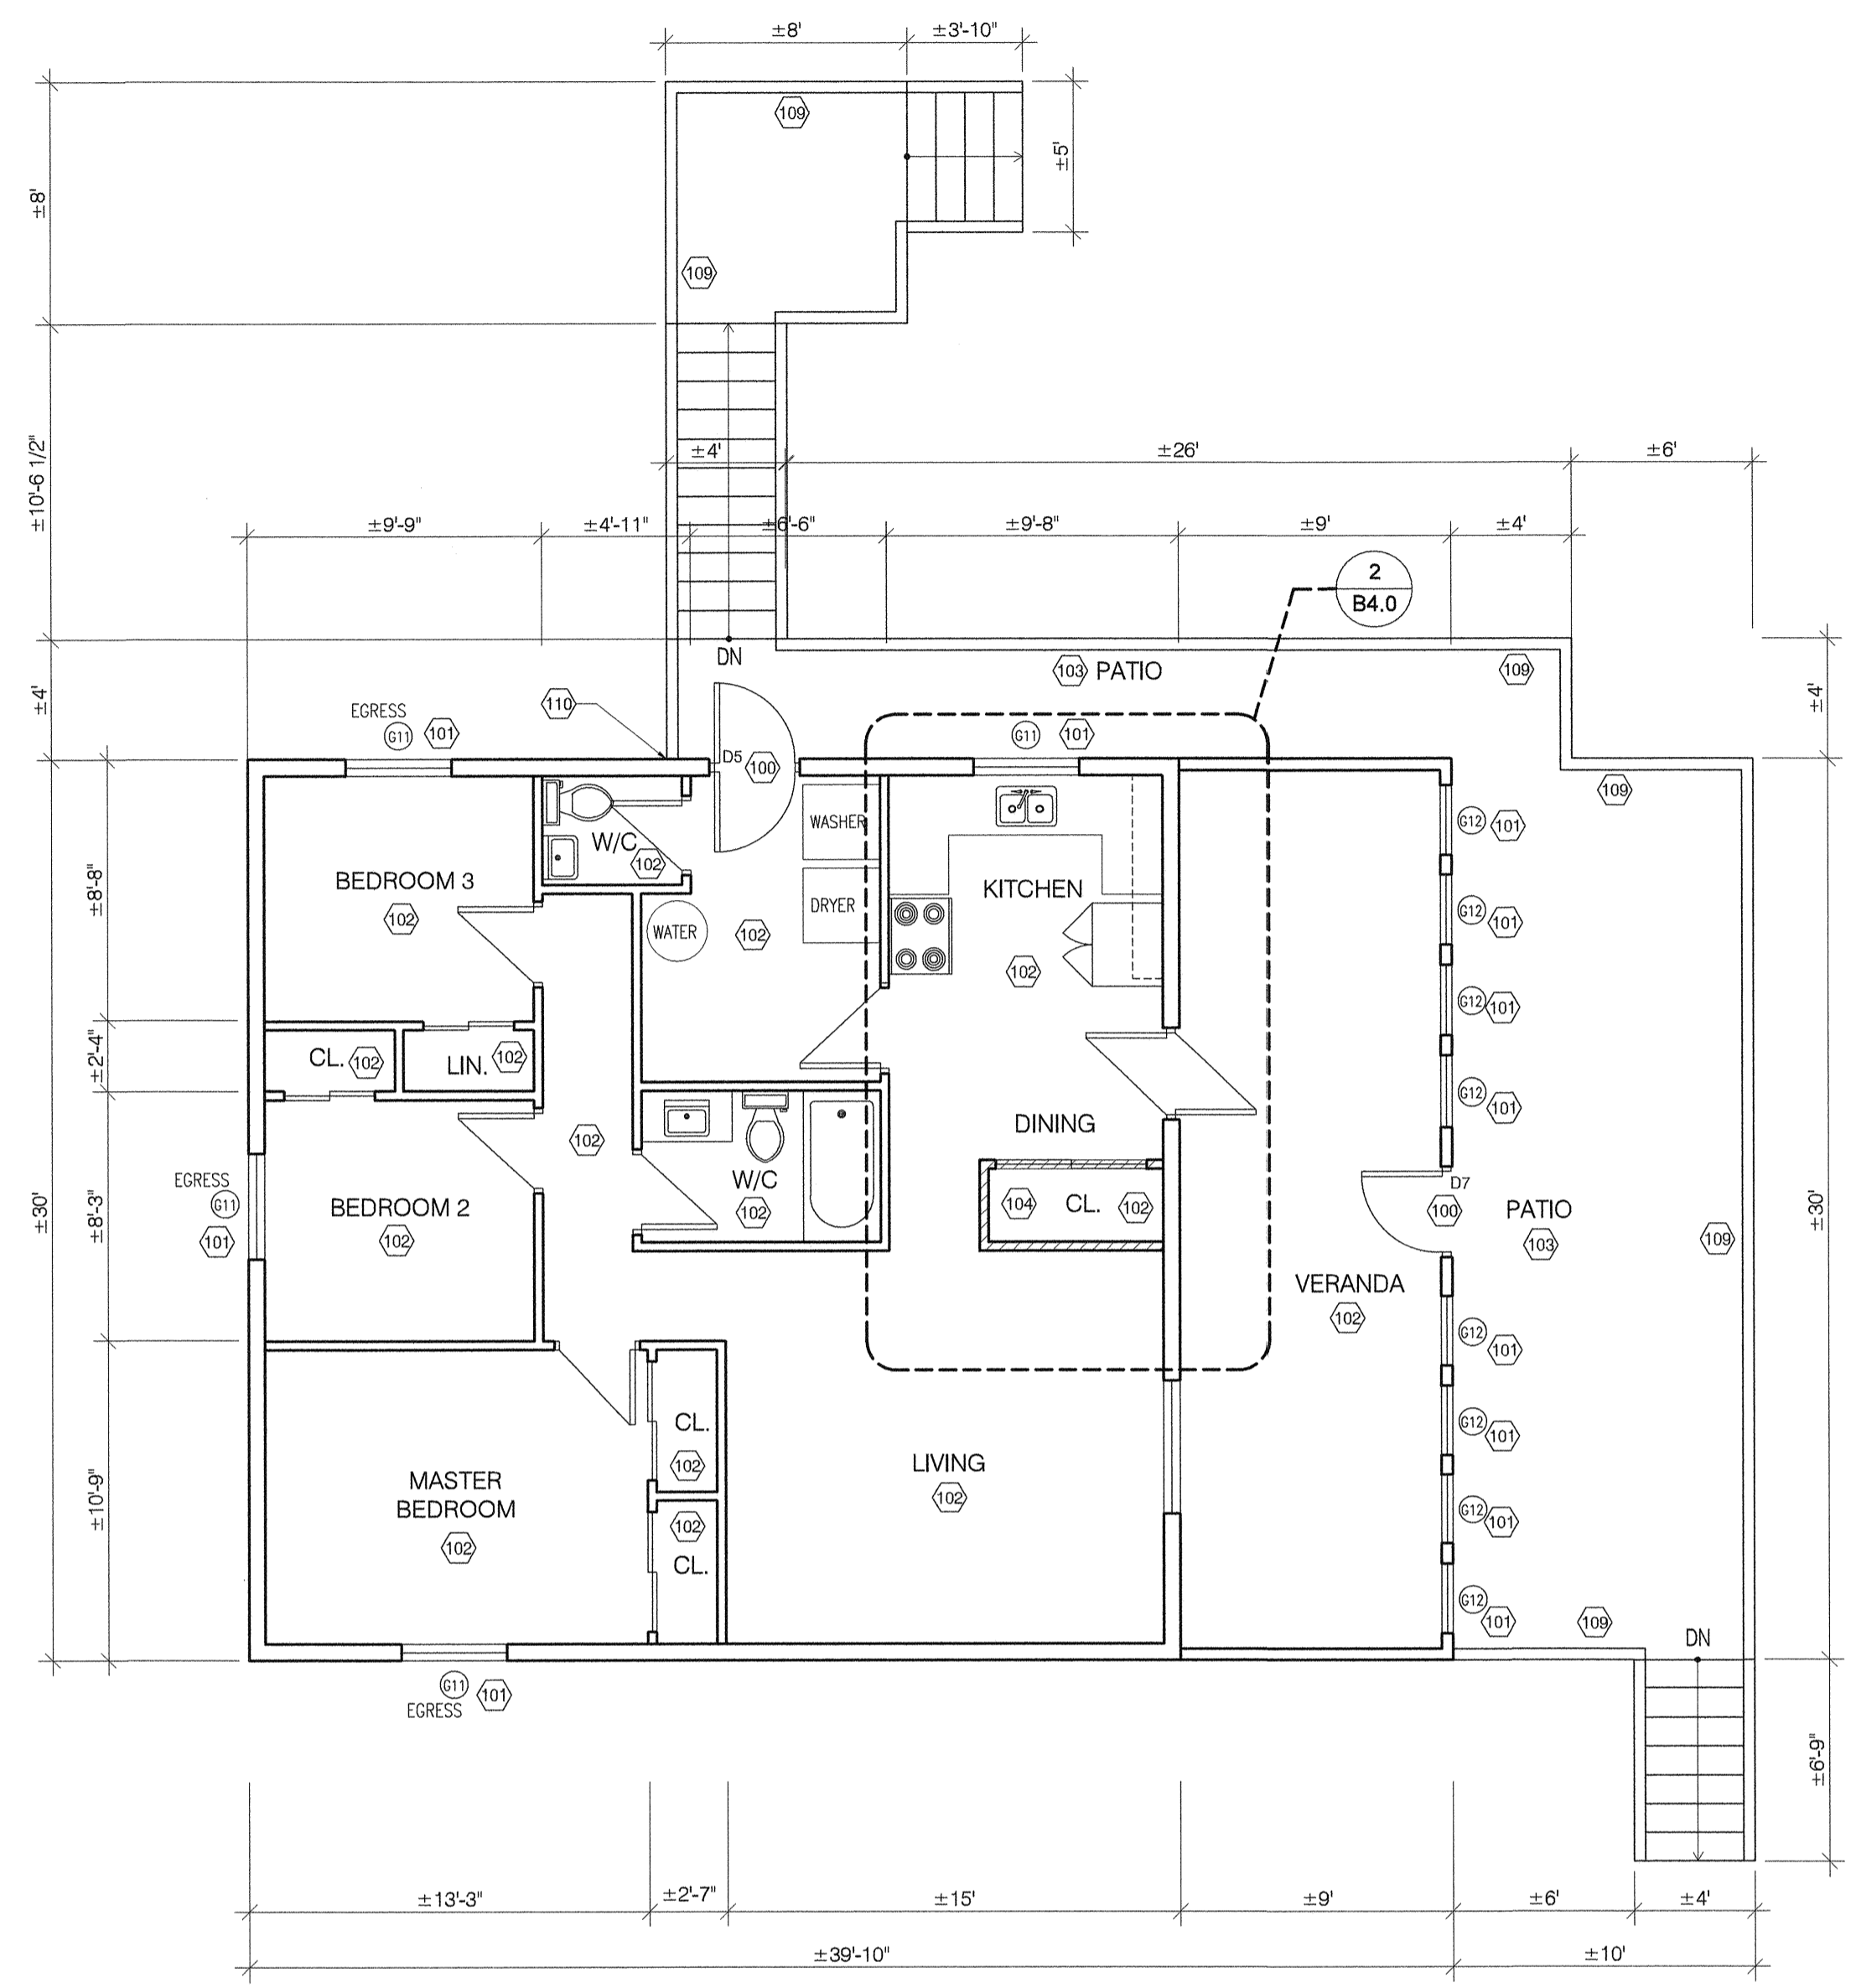 ±8' ±3'-10"
109
±5'
±8'
109
±10'-6 1/2"
±4' ±26' ±6'
±9'-9" ±4'-11" ±6'-6" ±9'-8" ±9' ±4'
2
B4.0
DN
103 PATIO 109
±4' ±4'
110
EGRESS
G11 101
D5
100
G11 101
109
WASHER
G12 101
W/C
102
BEDROOM 3
102
±8'-8"
DRYER
KITCHEN
WATER 102
102
G12 101
G12 101
CL. 102
LIN. 102
±2'-4"
G12 101
DINING
102
EGRESS
G11
101
W/C
102
BEDROOM 2
102
±30'
±8'-3"
104 CL. 102
D7
100
PATIO
103
109
±30'
VERANDA
102
G12 101
CL.
102
G12 101
LIVING
102
MASTER
BEDROOM
102
±10'-9"
102
CL.
G12 101
G12 101
109
DN
G11 101
EGRESS
±6'-9"
±13'-3" ±2'-7" ±15' ±9' ±6' ±4'
±39'-10" ±10'